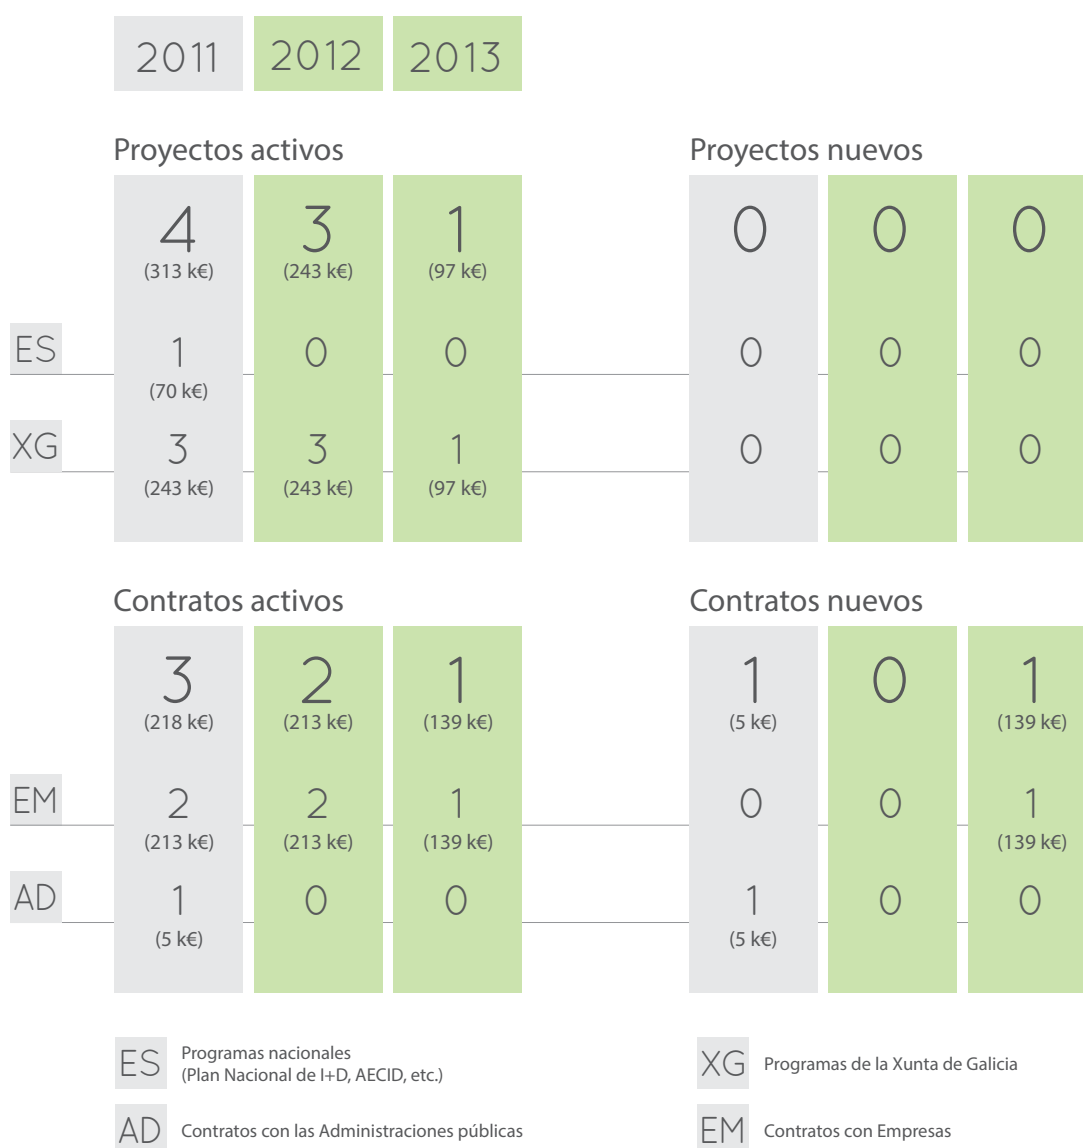 2011 2012 2013
Proyectos activos Proyectos nuevos
4 3 1 0 0 0
(313 k€) (243 k€) (97 k€)
ES 1 0 0 0 0 0
(70 k€)
XG 3 3 1 0 0 0
(243 k€) (243 k€) (97 k€)
Contratos activos Contratos nuevos
3 2 1 1 0 1
(218 k€) (213 k€) (139 k€) (5 k€) (139 k€)
EM 2 2 1 0 0 1
(213 k€) (213 k€) (139 k€) (139 k€)
AD 1 0 0 1 0 0
(5 k€) (5 k€)
ES Programas nacionales
(Plan Nacional de I+D, AECID, etc.)
XG Programas de la Xunta de Galicia
AD Contratos con las Administraciones públicas
EM Contratos con Empresas